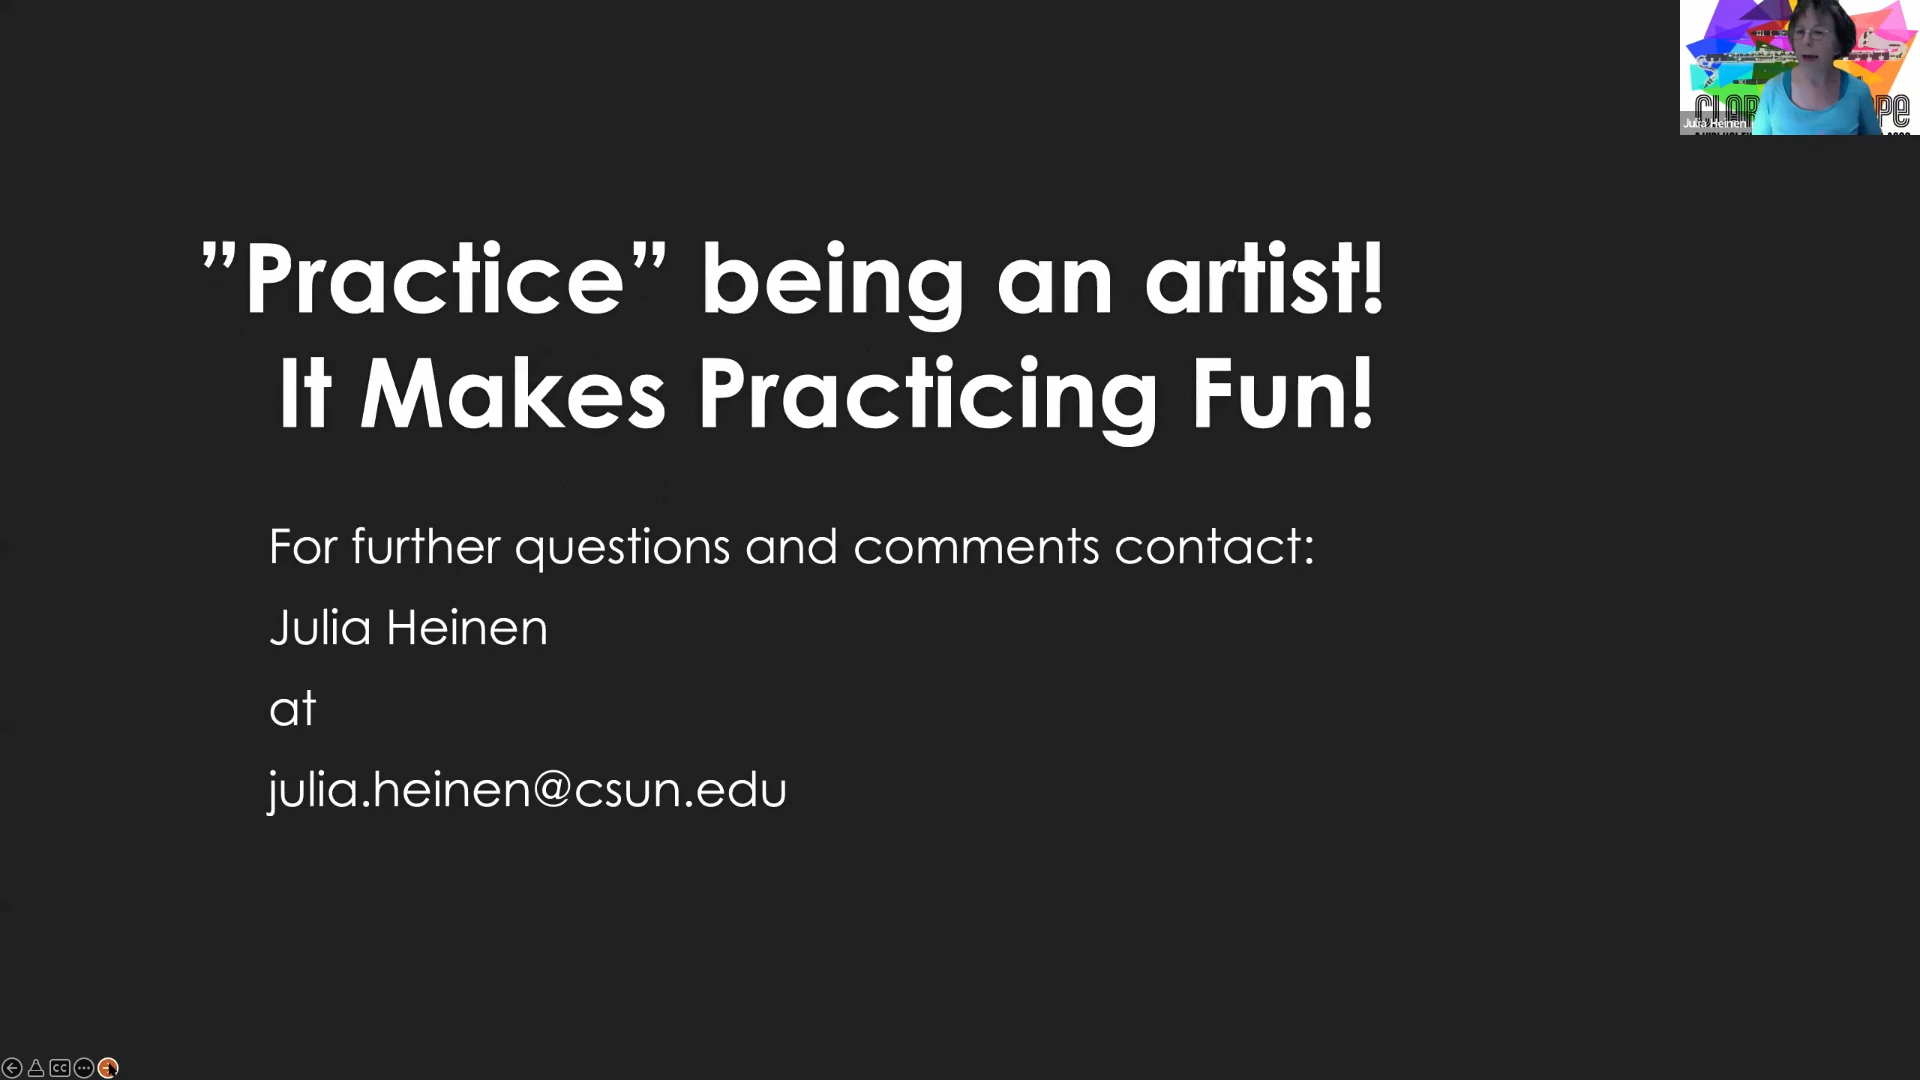 ”Practice” being an artist!
It Makes Practicing Fun!
For further questions and comments contact:
Julia Heinen
at
julia.heinen@csun.edu
Julia Heinen
CC